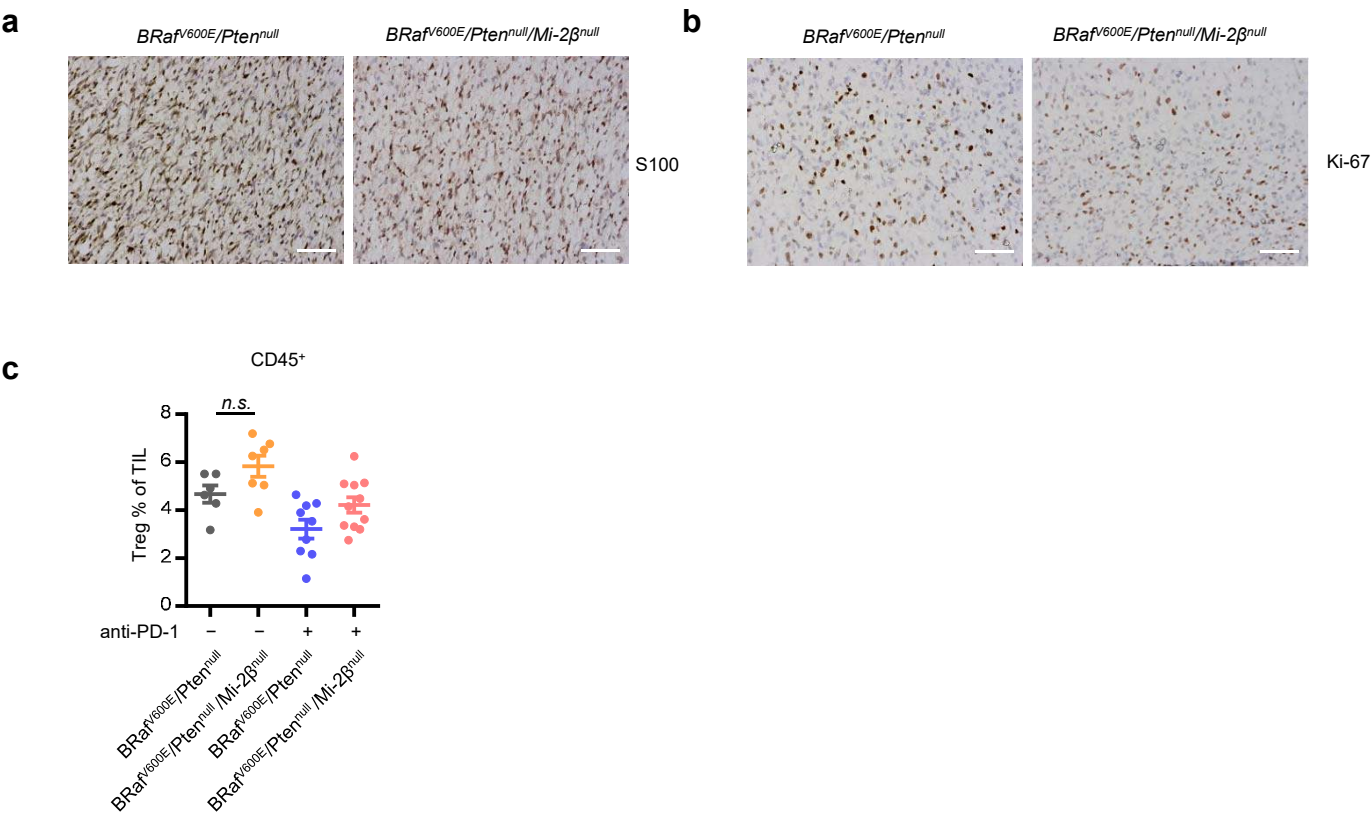 a
BRafV600E/Ptennull
BRafV600E/Ptennull/Mi-2βnull
S100
b
BRafV600E/Ptennull
BRafV600E/Ptennull/Mi-2βnull
Ki-67
c
CD45+
n.s.
Treg % of TIL
8
6
4
2
0
anti-PD-1 − − + +
BRafV600E/Ptennull
BRafV600E/Ptennull/Mi-2βnull
BRafV600E/Ptennull
BRafV600E/Ptennull/Mi-2βnull